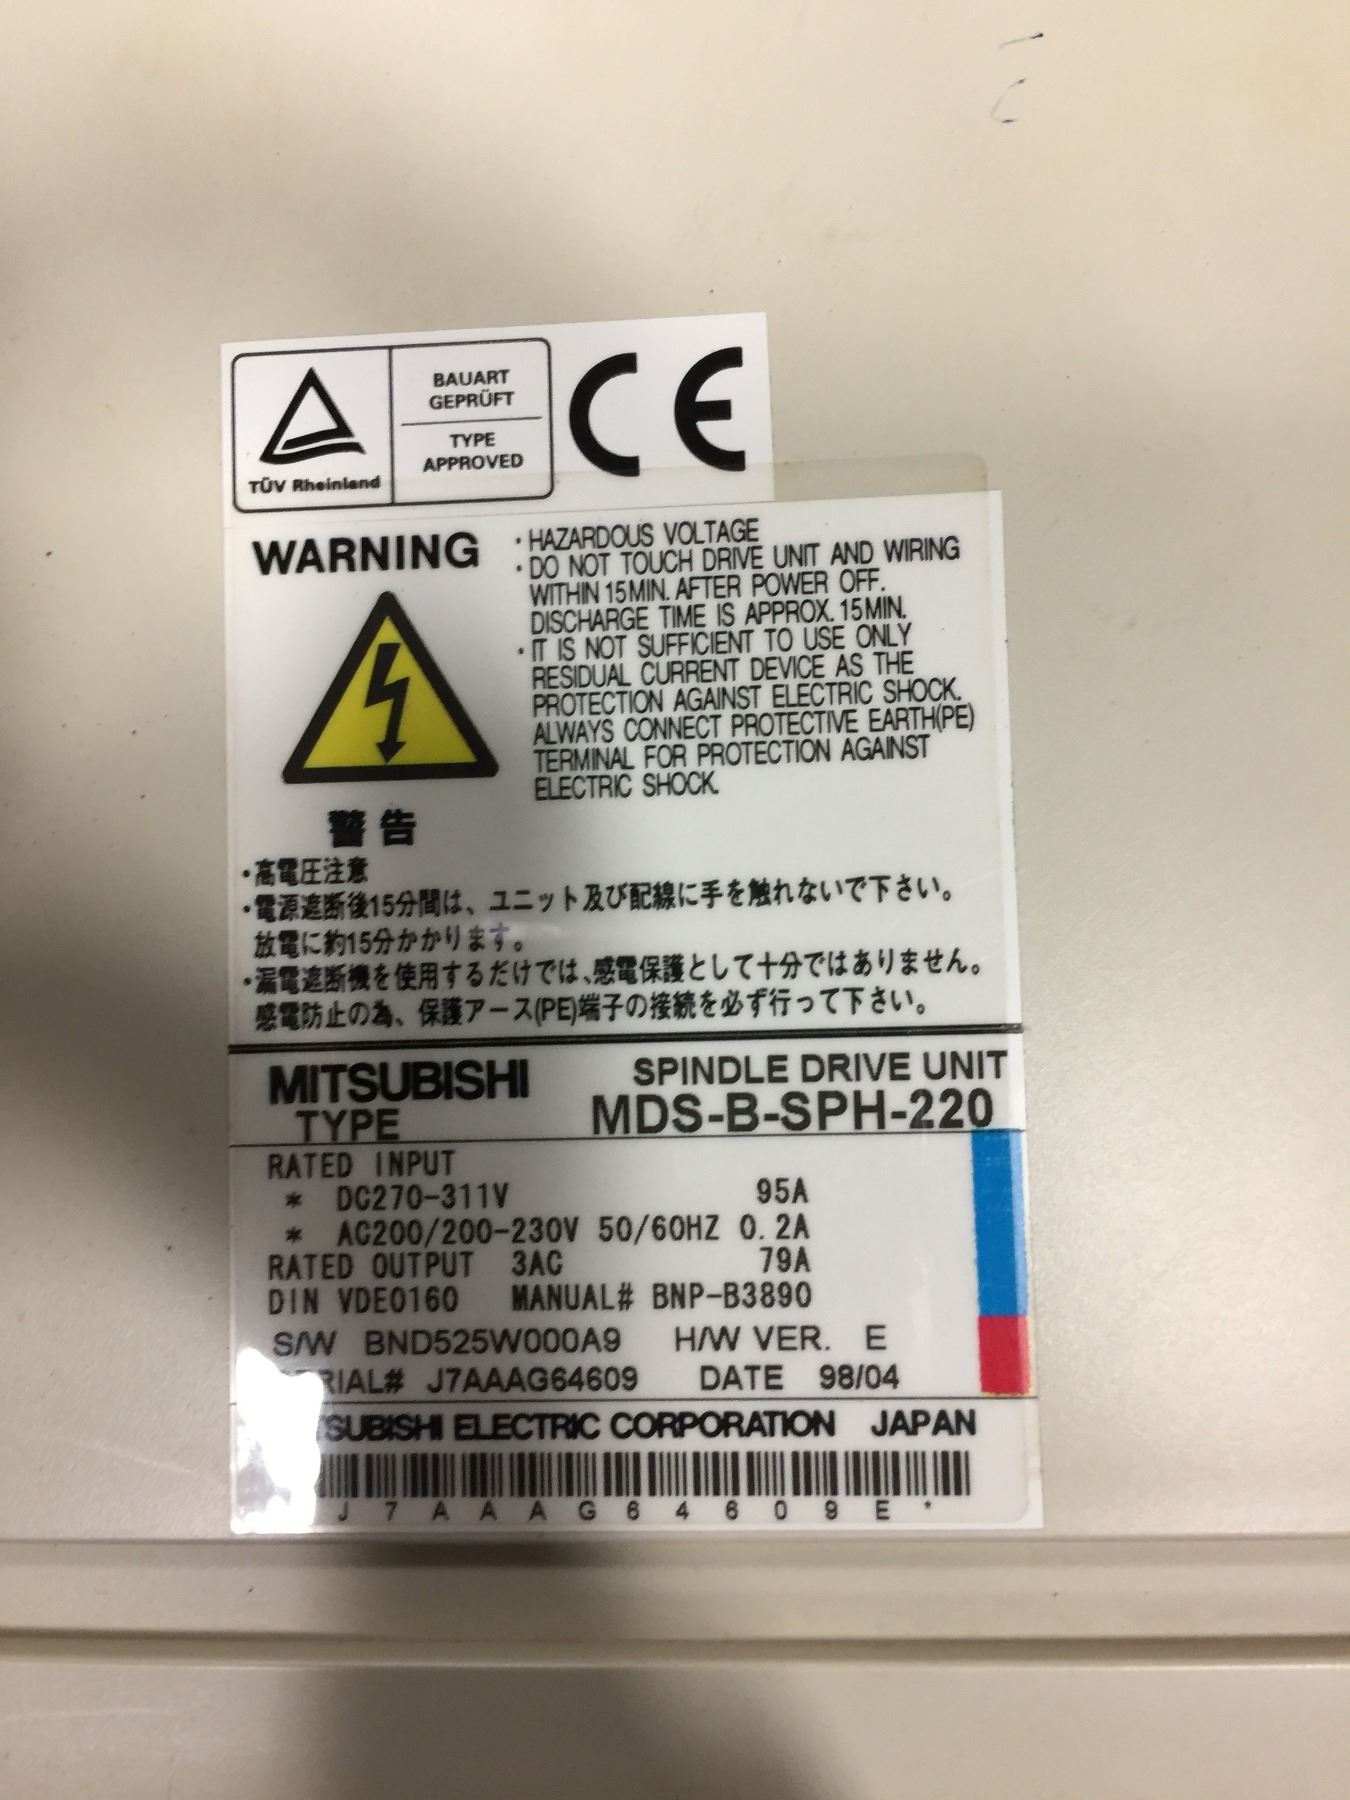 TÜV Rheinland
BAUART
GEPRÜFT
TYPE
APPROVED
CE
WARNING
・HAZARDOUS VOLTAGE
・DO NOT TOUCH DRIVE UNIT AND WIRING
WITHIN 15MIN. AFTER POWER OFF.
DISCHARGE TIME IS APPROX. 15MIN.
・IT IS NOT SUFFICIENT TO USE ONLY
RESIDUAL CURRENT DEVICE AS THE
PROTECTION AGAINST ELECTRIC SHOCK.
ALWAYS CONNECT PROTECTIVE EARTH(PE)
TERMINAL FOR PROTECTION AGAINST
ELECTRIC SHOCK.
警告
・高電圧注意
・電源遮断後15分間は、ユニット及び配線に手を触れないで下さい。
放電に約15分かかります。
・漏電遮断機を使用するだけでは、感電保護として十分ではありません。
感電防止の為、保護アース(PE)端子の接続を必ず行って下さい。
MITSUBISHI SPINDLE DRIVE UNIT
TYPE MDS-B-SPH-220
RATED INPUT
* DC270-311V 95A
* AC200/200-230V 50/60HZ 0.2A
RATED OUTPUT 3AC 79A
DIN VDE0160 MANUAL# BNP-B3890
S/W BND525W000A9 H/W VER. E
SERIAL# J7AAAG64609 DATE 98/04
MITSUBISHI ELECTRIC CORPORATION JAPAN
J7AAAG64609E*